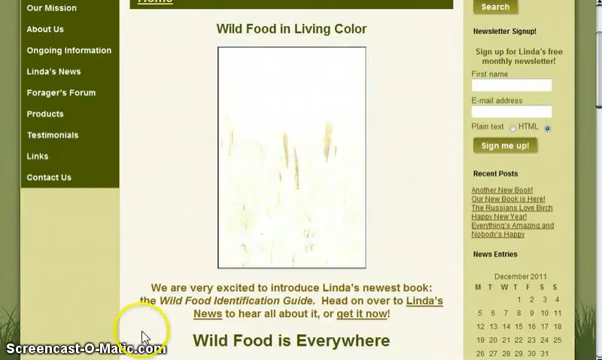 Home
Our Mission
About Us
Ongoing Information
Linda's News
Forager's Forum
Products
Testimonials
Links
Contact Us
Wild Food in Living Color
We are very excited to introduce Linda's newest book:
the Wild Food Identification Guide. Head on over to Linda's
News to hear all about it, or get it now!
Wild Food is Everywhere
Search
Newsletter Signup!
Sign up for Linda's free
monthly newsletter!
First name
E-mail address
Plain text HTML
Sign me up!
Recent Posts
Another New Book!
Our New Book is Here!
The Russians Love Birch
Happy New Year!
Everything's Amazing and
Nobody's Happy
News Entries
December 2011
M T W T F S S
1 2 3 4
5 6 7 8 9 10 11
12 13 14 15 16 17 18
19 20 21 22 23 24 25
26 27 28 29 30 31
Screencast-O-Matic.com